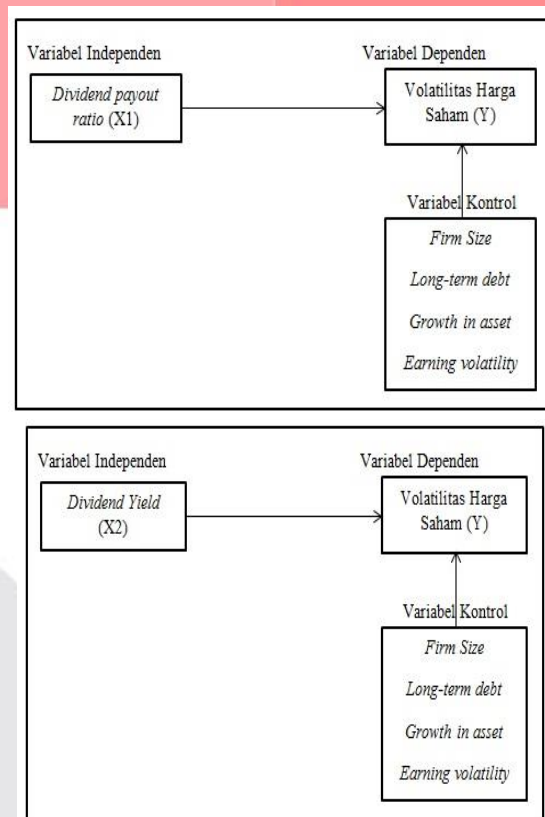 Variabel Independen
Variabel Dependen
Dividend payout
ratio (X1)
Volatilitas Harga
Saham (Y)
Variabel Kontrol
Firm Size
Long-term debt
Growth in asset
Earning volatility
Variabel Independen
Variabel Dependen
Dividend Yield
(X2)
Volatilitas Harga
Saham (Y)
Variabel Kontrol
Firm Size
Long-term debt
Growth in asset
Earning volatility